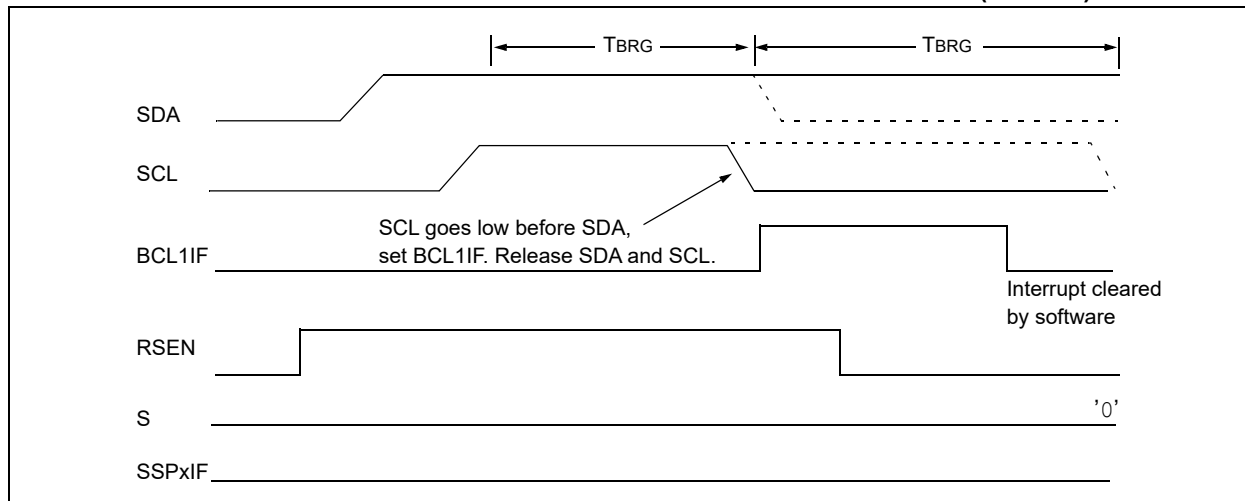 TBRG TBRG
SDA
SCL
SCL goes low before SDA,
set BCL1IF. Release SDA and SCL.
BCL1IF
Interrupt cleared
by software
RSEN
S '0'
SSPxIF